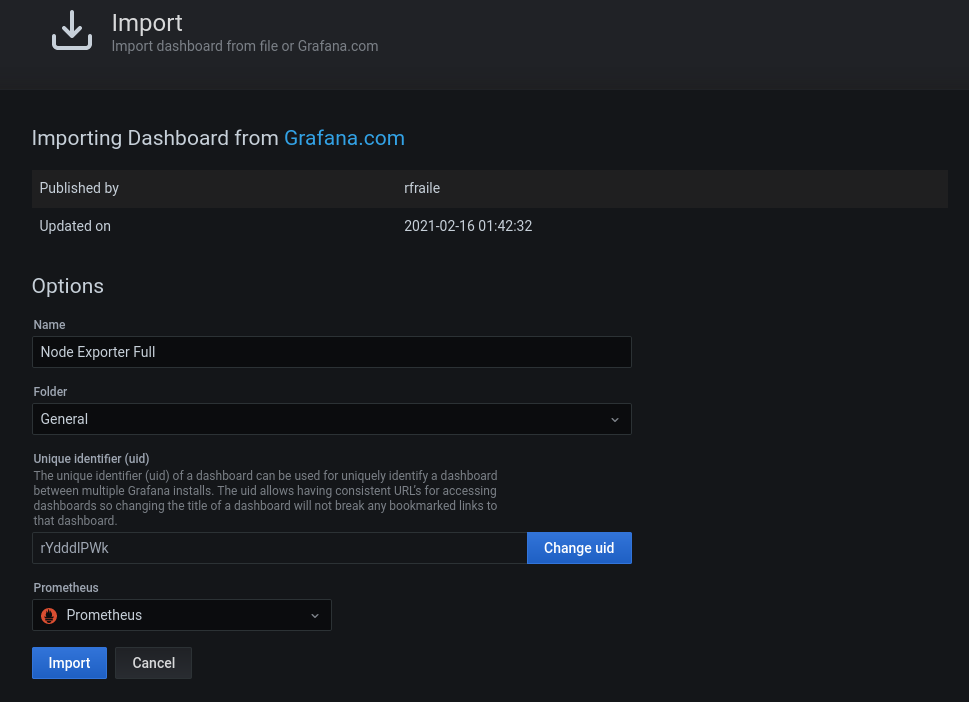 Import
Import dashboard from file or Grafana.com
Importing Dashboard from Grafana.com
Published by rfraile
Updated on 2021-02-16 01:42:32
Options
Name
Node Exporter Full
Folder
General
Unique identifier (uid)
The unique identifier (uid) of a dashboard can be used for uniquely identify a dashboard
between multiple Grafana installs. The uid allows having consistent URL's for accessing
dashboards so changing the title of a dashboard will not break any bookmarked links to
that dashboard.
rYdddlPWk Change uid
Prometheus
Prometheus
Import Cancel